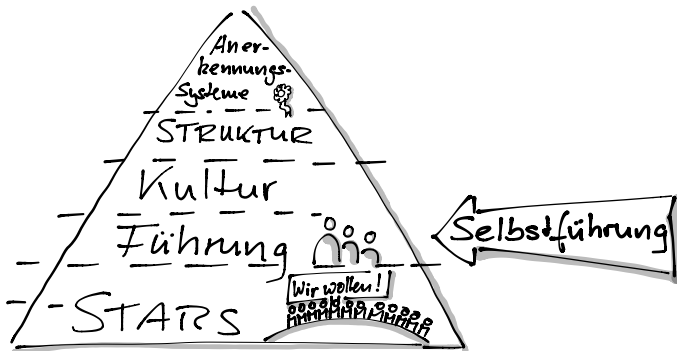 Aner-
kennungs-
Systeme
STRUKTUR
Kultur
Führung
Selbstführung
Wir wollen!
STARS